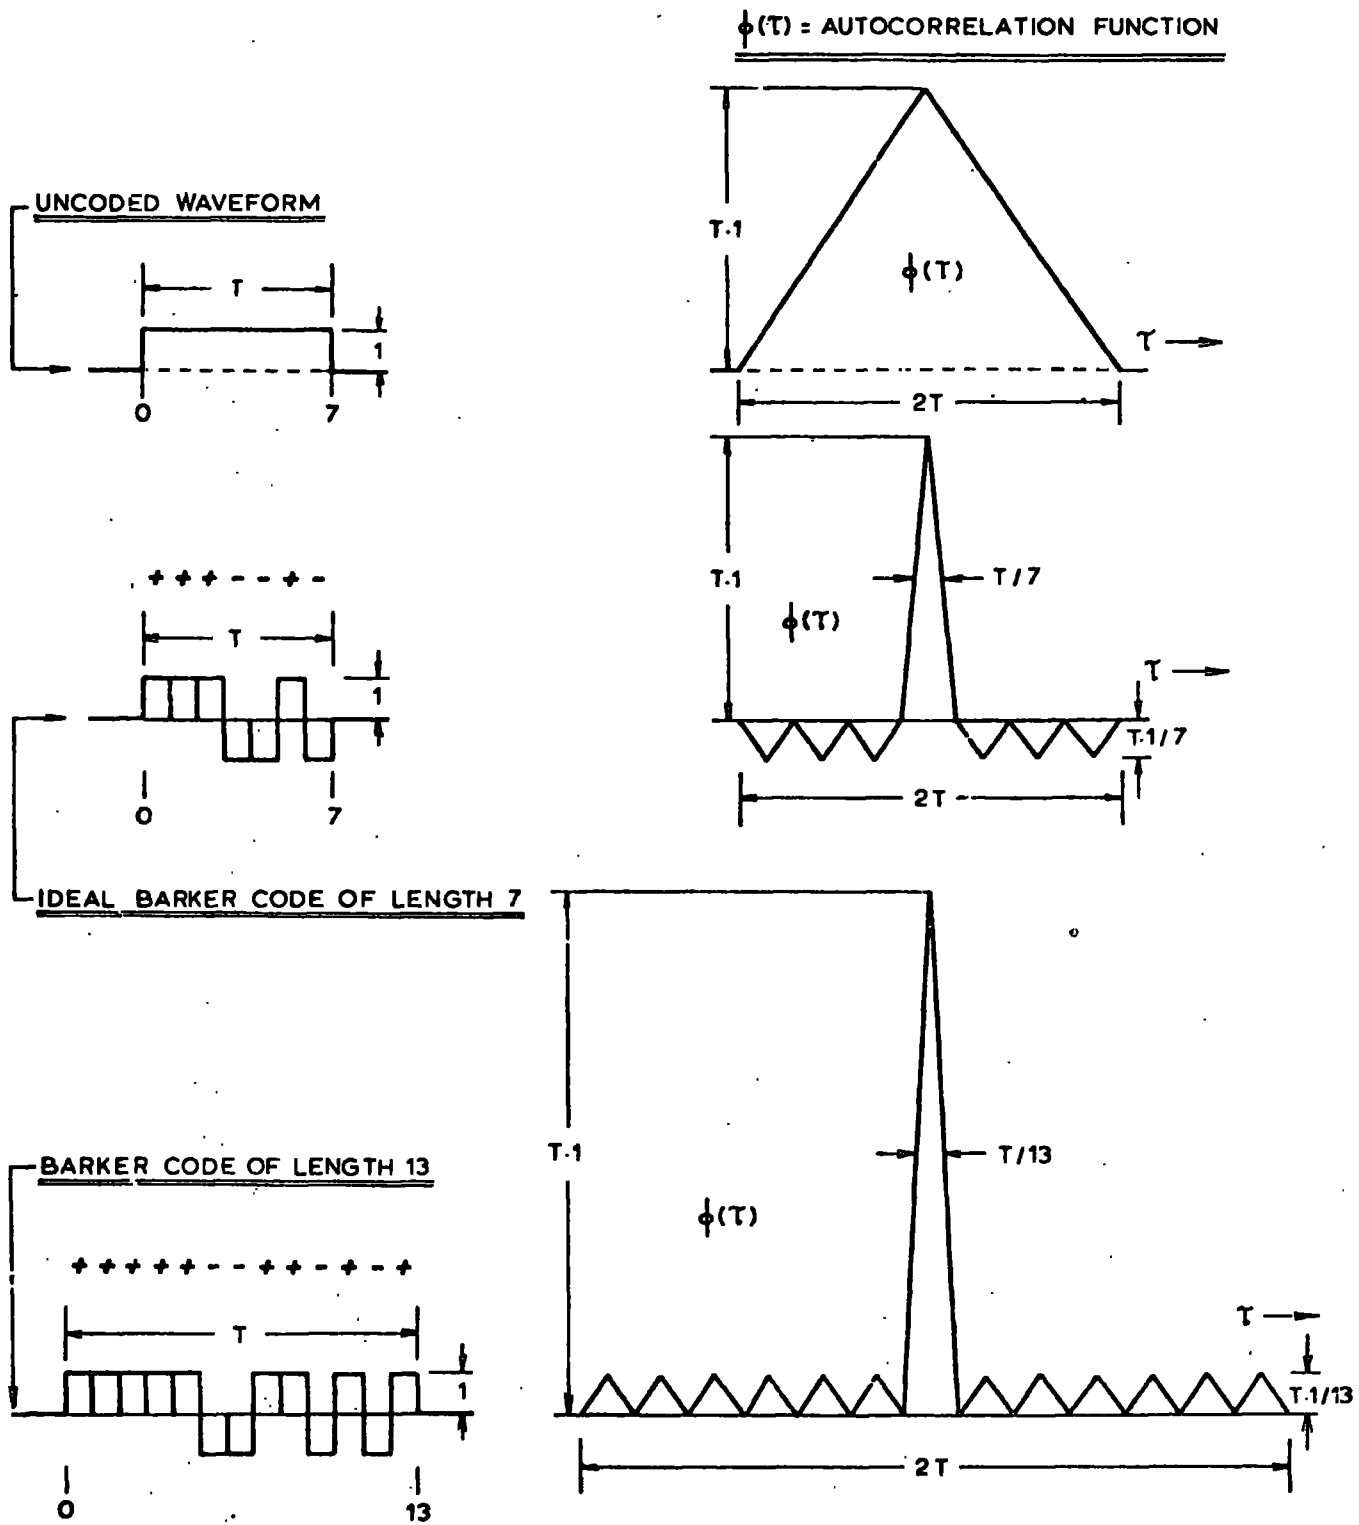 ϕ(τ) = AUTOCORRELATION FUNCTION
UNCODED WAVEFORM
T
1
0 7
T·1
ϕ(τ)
τ
2T
+ + + - - + -
T
1
0 7
IDEAL BARKER CODE OF LENGTH 7
T·1
T/7
ϕ(τ)
τ
T·1/7
2T
BARKER CODE OF LENGTH 13
+ + + + + - - + + - + - +
T
1
0 13
T·1
T/13
ϕ(τ)
τ
T·1/13
2T